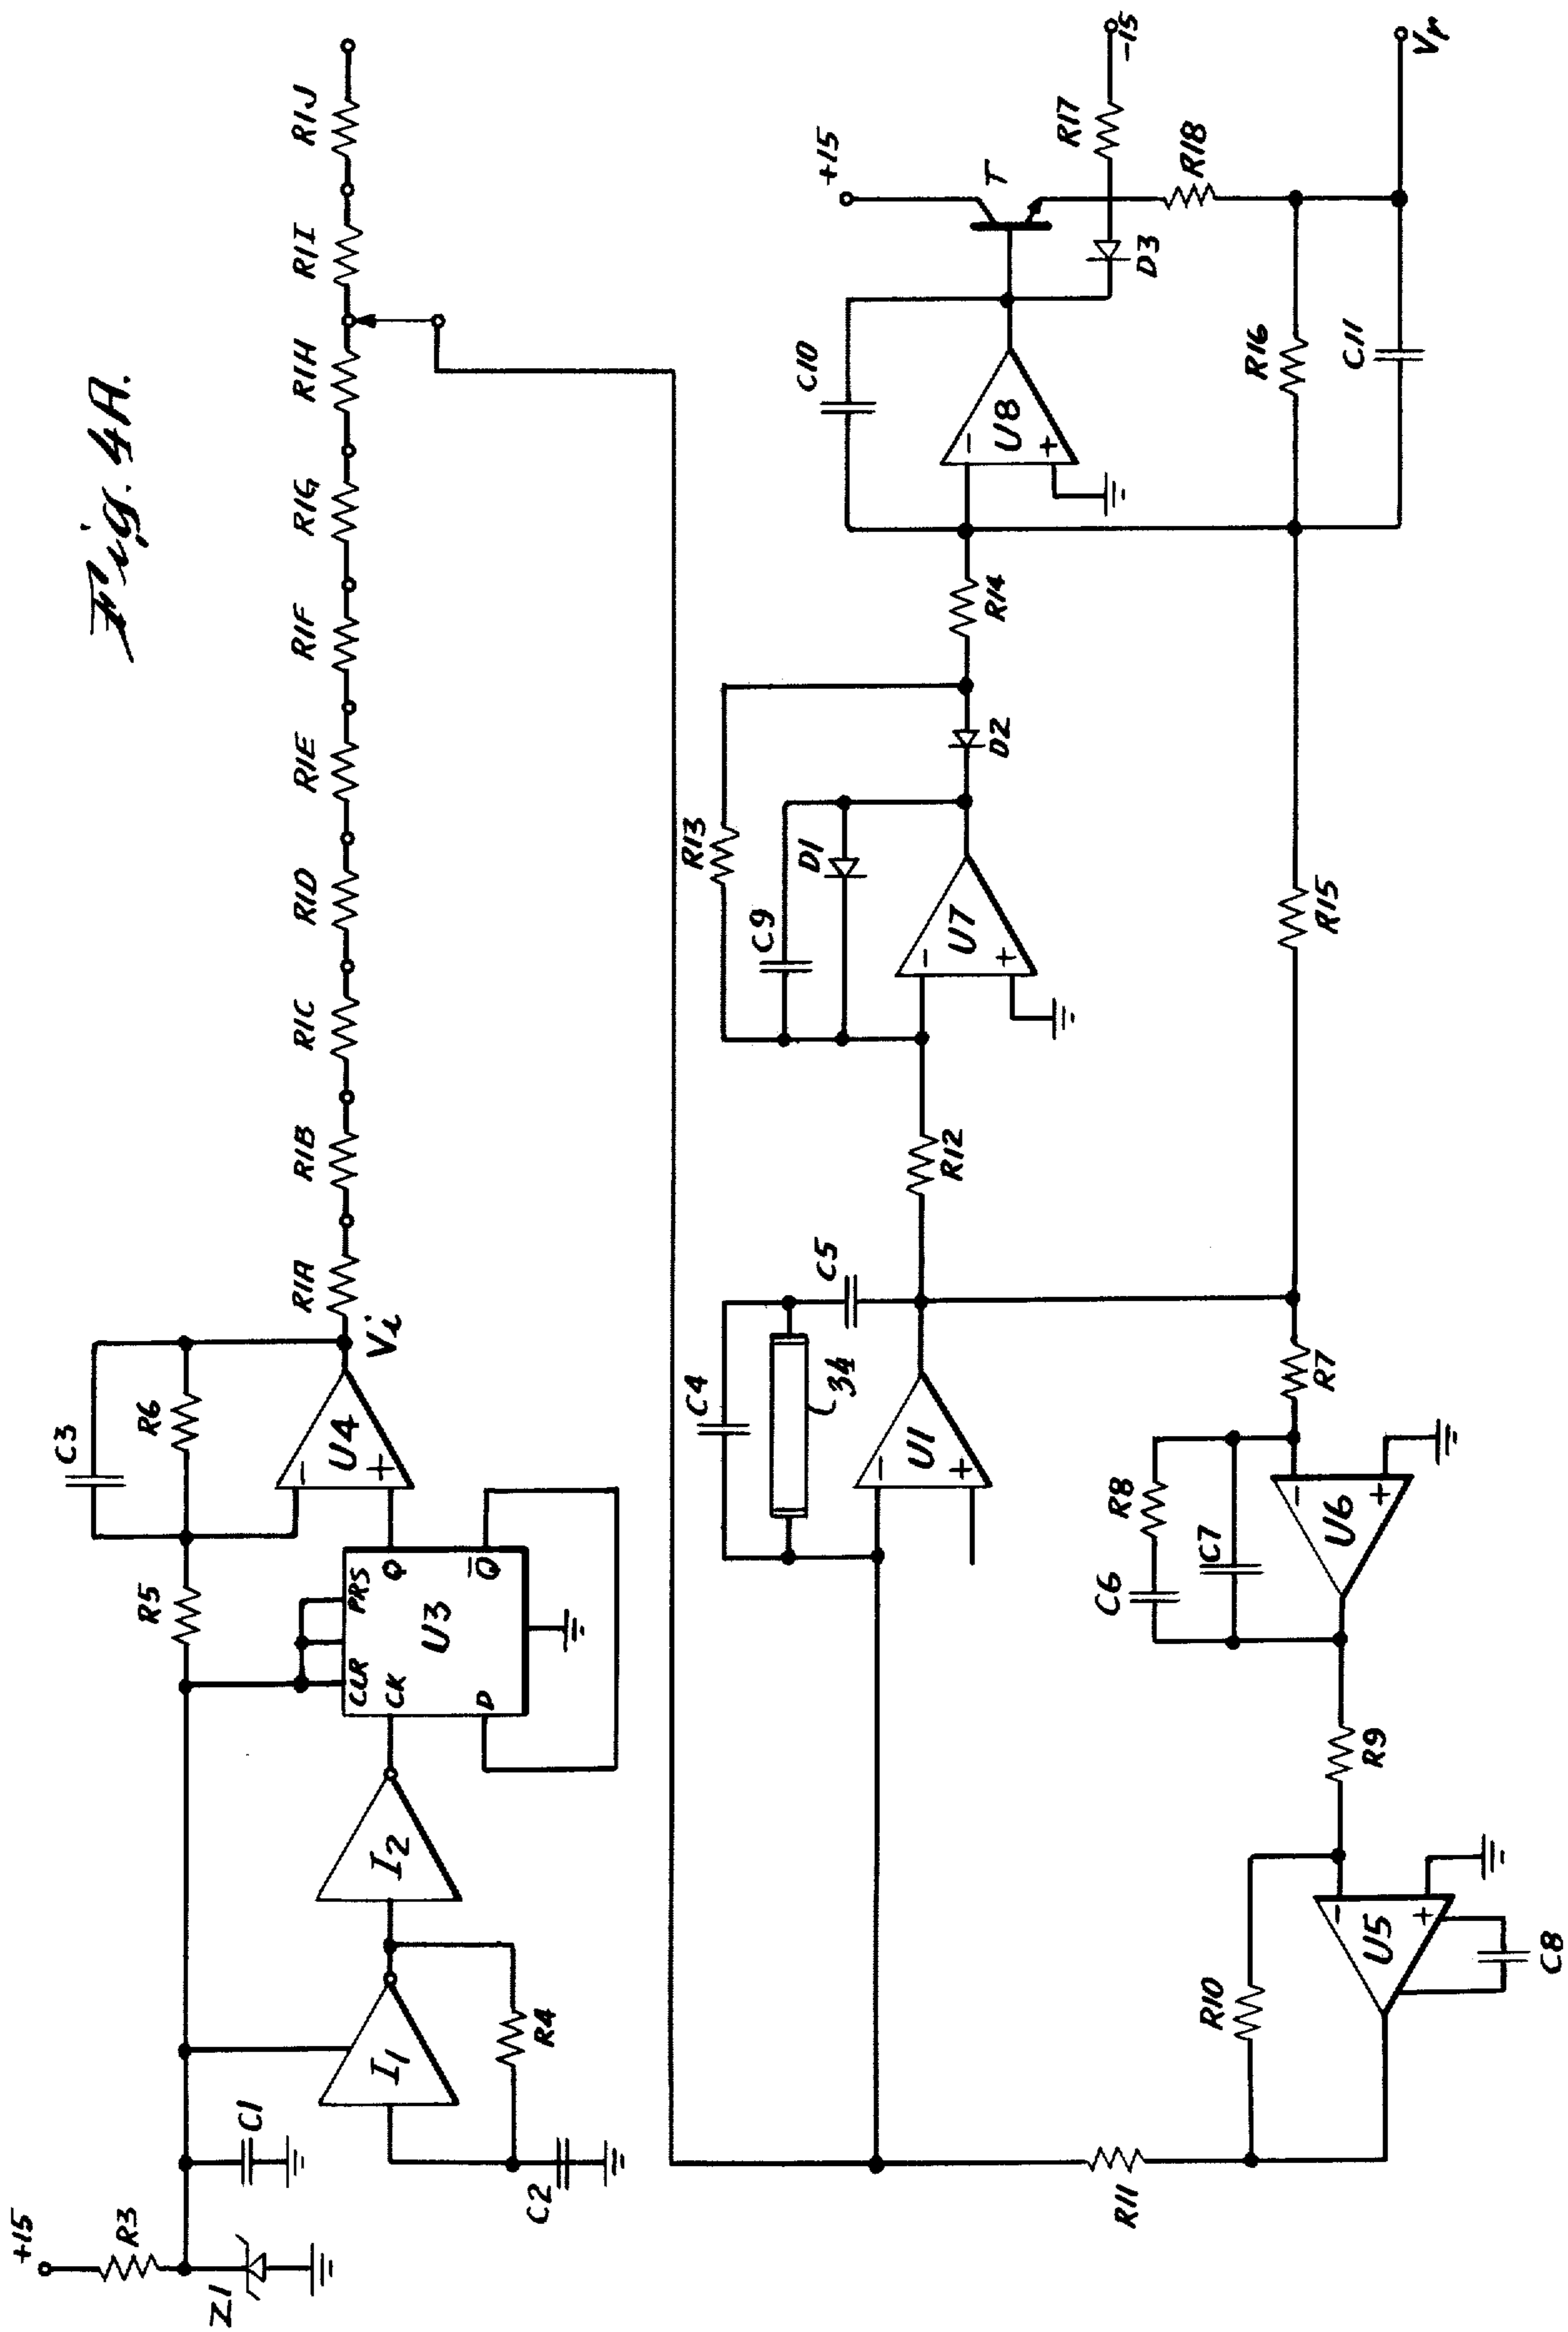 Fig. 4A.
+15
R3
Z1
C1
C2
I1
R4
I2
R5
CLR
PRS
CK
U3
Q
D
Q̅
C3
R6
-
U4
+
Vi
R1A
R1B
R1C
R1D
R1E
R1F
R1G
R1H
R1I
R1J
C4
34
C5
-
U1
+
R12
R13
C9
D1
-
U7
+
D2
R14
C10
-
U8
+
+15
T
D3
R17
-15
R18
R16
C11
Vr
R15
R7
R8
C6
C7
-
U6
+
R9
R10
-
U5
+
C8
R11